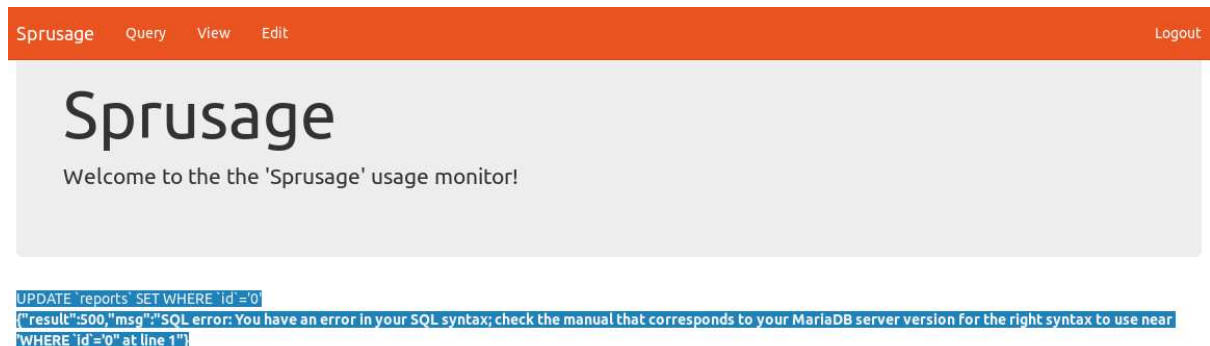 Sprusage Query View Edit Logout
Sprusage
Welcome to the the 'Sprusage' usage monitor!
UPDATE `reports` SET WHERE `id`='0'
{"result":500,"msg":"SQL error: You have an error in your SQL syntax; check the manual that corresponds to your MariaDB server version for the right syntax to use near
'WHERE `id`='0'' at line 1"}